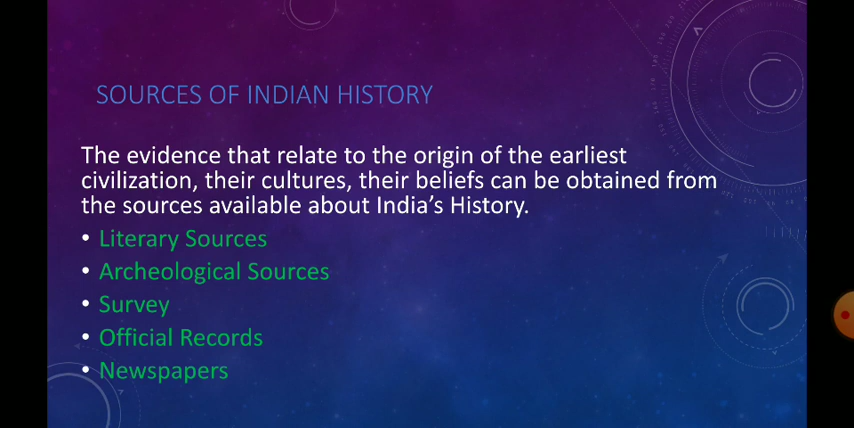 SOURCES OF INDIAN HISTORY
The evidence that relate to the origin of the earliest
civilization, their cultures, their beliefs can be obtained from
the sources available about India's History.
• Literary Sources
• Archeological Sources
• Survey
• Official Records
• Newspapers